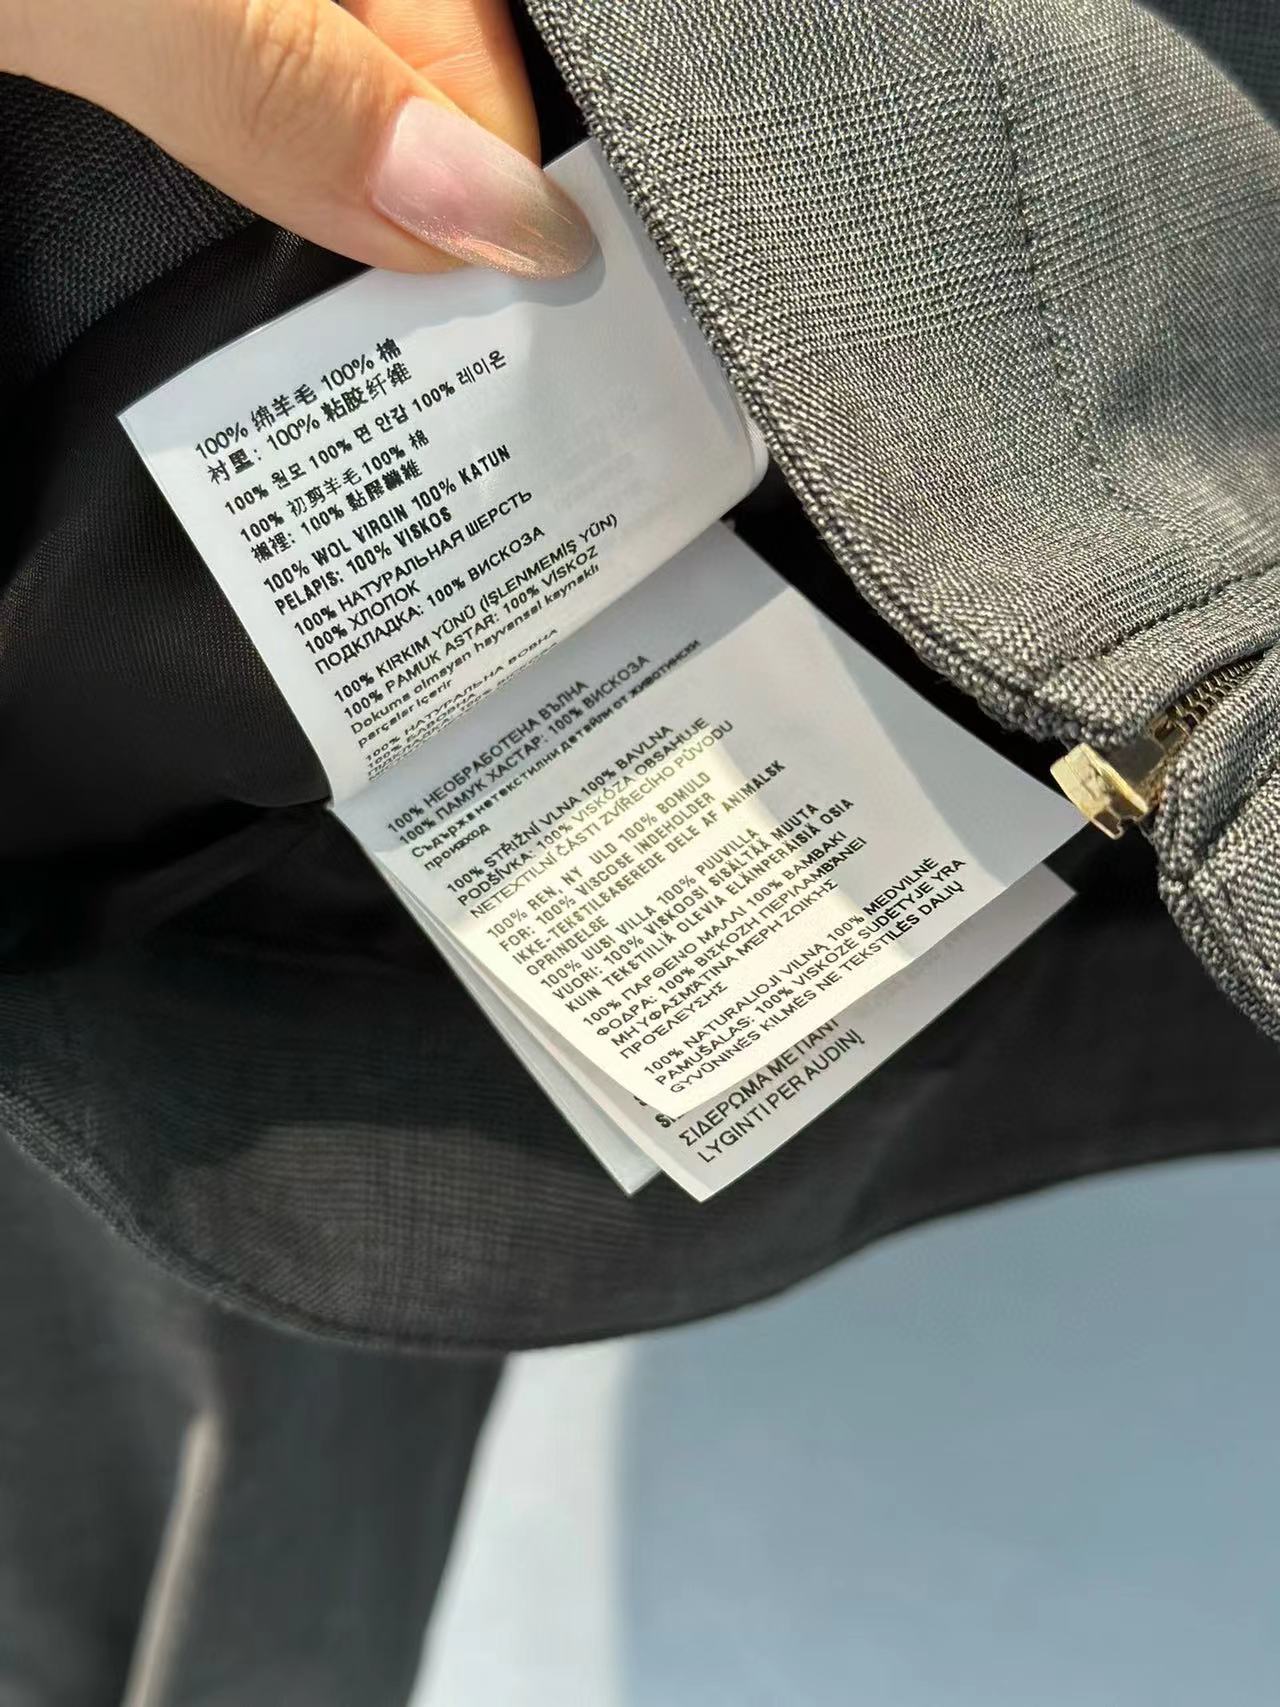 100% 绵羊毛 100% 棉
衬里: 100% 粘胶纤维
100% 원모 100% 면 안감 100% 레이온
100% 初剪羊毛 100% 棉
襯裡: 100% 黏膠纖維
100% WOL VIRGIN 100% KATUN
PELAPIS: 100% VISKOS
100% НАТУРАЛЬНАЯ ШЕРСТЬ
100% ХЛОПОК
ПОДКЛАДКА: 100% ВИСКОЗА
100% KIRKIM YÜNÜ (İŞLENMEMİŞ YÜN)
100% PAMUK ASTAR: 100% VİSKOZ
Dokuma olmayan hayvansal kaynaklı
parçalar içerir
100% НАТУРАЛЬНА ВОВНА
100% НЕОБРАБОТЕНА ВЪЛНА
100% ПАМУК ХАСТАР: 100% ВИСКОЗА
Съдържа нетекстилни детайли от животински
произход
100% STŘIŽNÍ VLNA 100% BAVLNA
PODŠÍVKA: 100% VISKÓZA OBSAHUJE
NETEXTILNÍ ČÁSTI ZVÍŘECÍHO PŮVODU
100% REN, NY ULD 100% BOMULD
FOR: 100% VISCOSE INDEHOLDER
IKKE-TEKSTILBASEREDE DELE AF ANIMALSK
OPRINDELSE
100% UUSI VILLA 100% PUUVILLA
VUORI: 100% VISKOOSI SISÄLTÄÄ MUUTA
KUIN TEKSTIILIÄ OLEVIA ELÄINPERÄISIÄ OSIA
100% ΠΑΡΘΕΝΟ ΜΑΛΛΙ 100% ΒΑΜΒΑΚΙ
ΦΟΔΡΑ: 100% ΒΙΣΚΟΖΗ ΠΕΡΙΛΑΜΒΑΝΕΙ
ΜΗ ΥΦΑΣΜΑΤΙΝΑ ΜΕΡΗ ΖΩΙΚΗΣ
ΠΡΟΈΛΕΥΣΗΣ
100% NATURALIOJI VILNA 100% MEDVILNĖ
PAMUŠALAS: 100% VISKOZĖ SUDĖTYJE YRA
GYVŪNINĖS KILMĖS NE TEKSTILĖS DALIŲ
ΣΙΔΕΡΩΜΑ ΜΕ ΠΑΝΙ
LYGINTI PER AUDINĮ